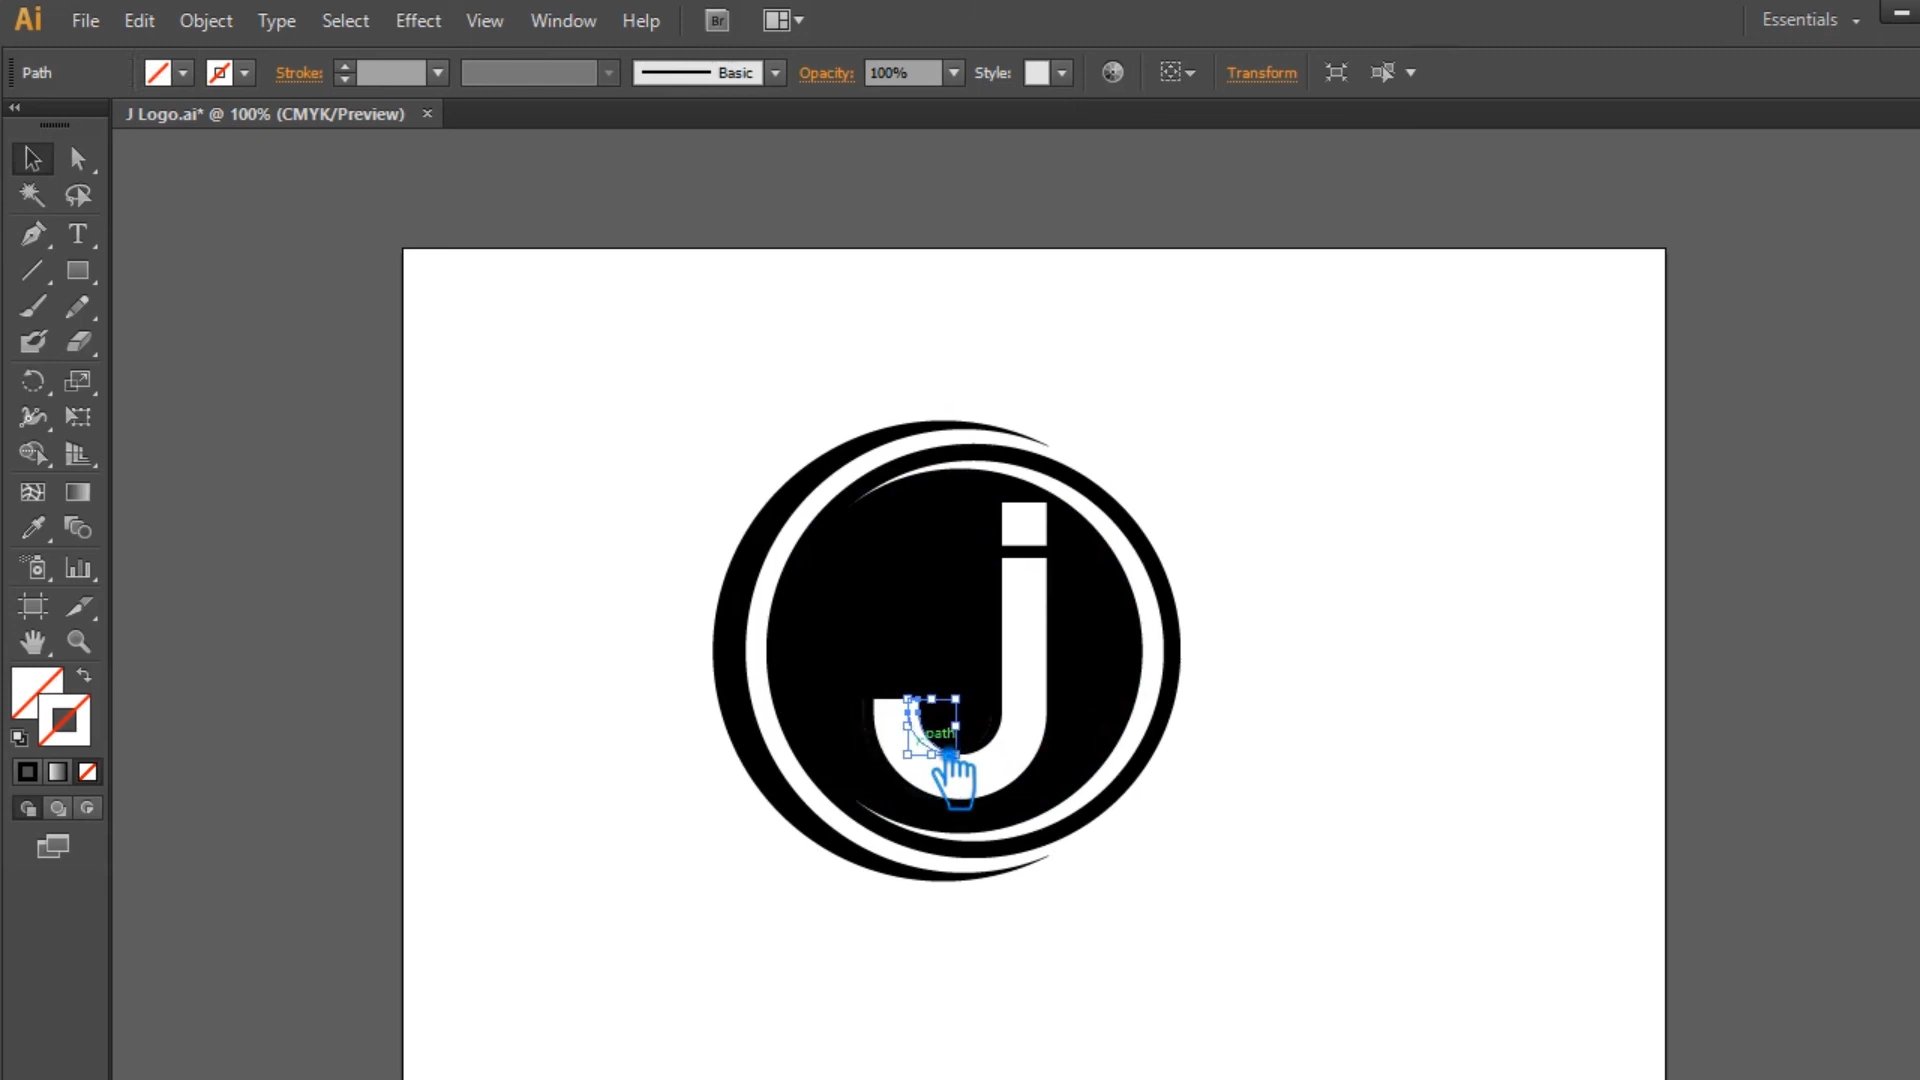 Ai File Edit Object Type Select Effect View Window Help Br Essentials
Path Stroke: Basic Opacity: 100% Style: Transform
J Logo.ai* @ 100% (CMYK/Preview) ×
T
j
path